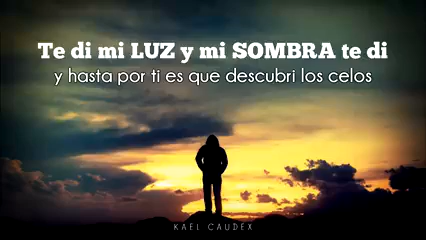 Te di mi LUZ y mi SOMBRA te di
y hasta por ti es que descubri los celos
KAEL CAUDEX